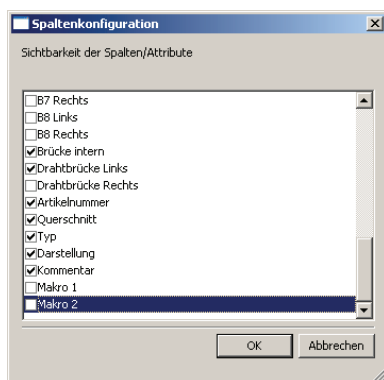 Spaltenkonfiguration
Sichtbarkeit der Spalten/Attribute
B7 Rechts
B8 Links
B8 Rechts
Brücke intern
Drahtbrücke Links
Drahtbrücke Rechts
Artikelnummer
Querschnitt
Typ
Darstellung
Kommentar
Makro 1
Makro 2
OK Abbrechen